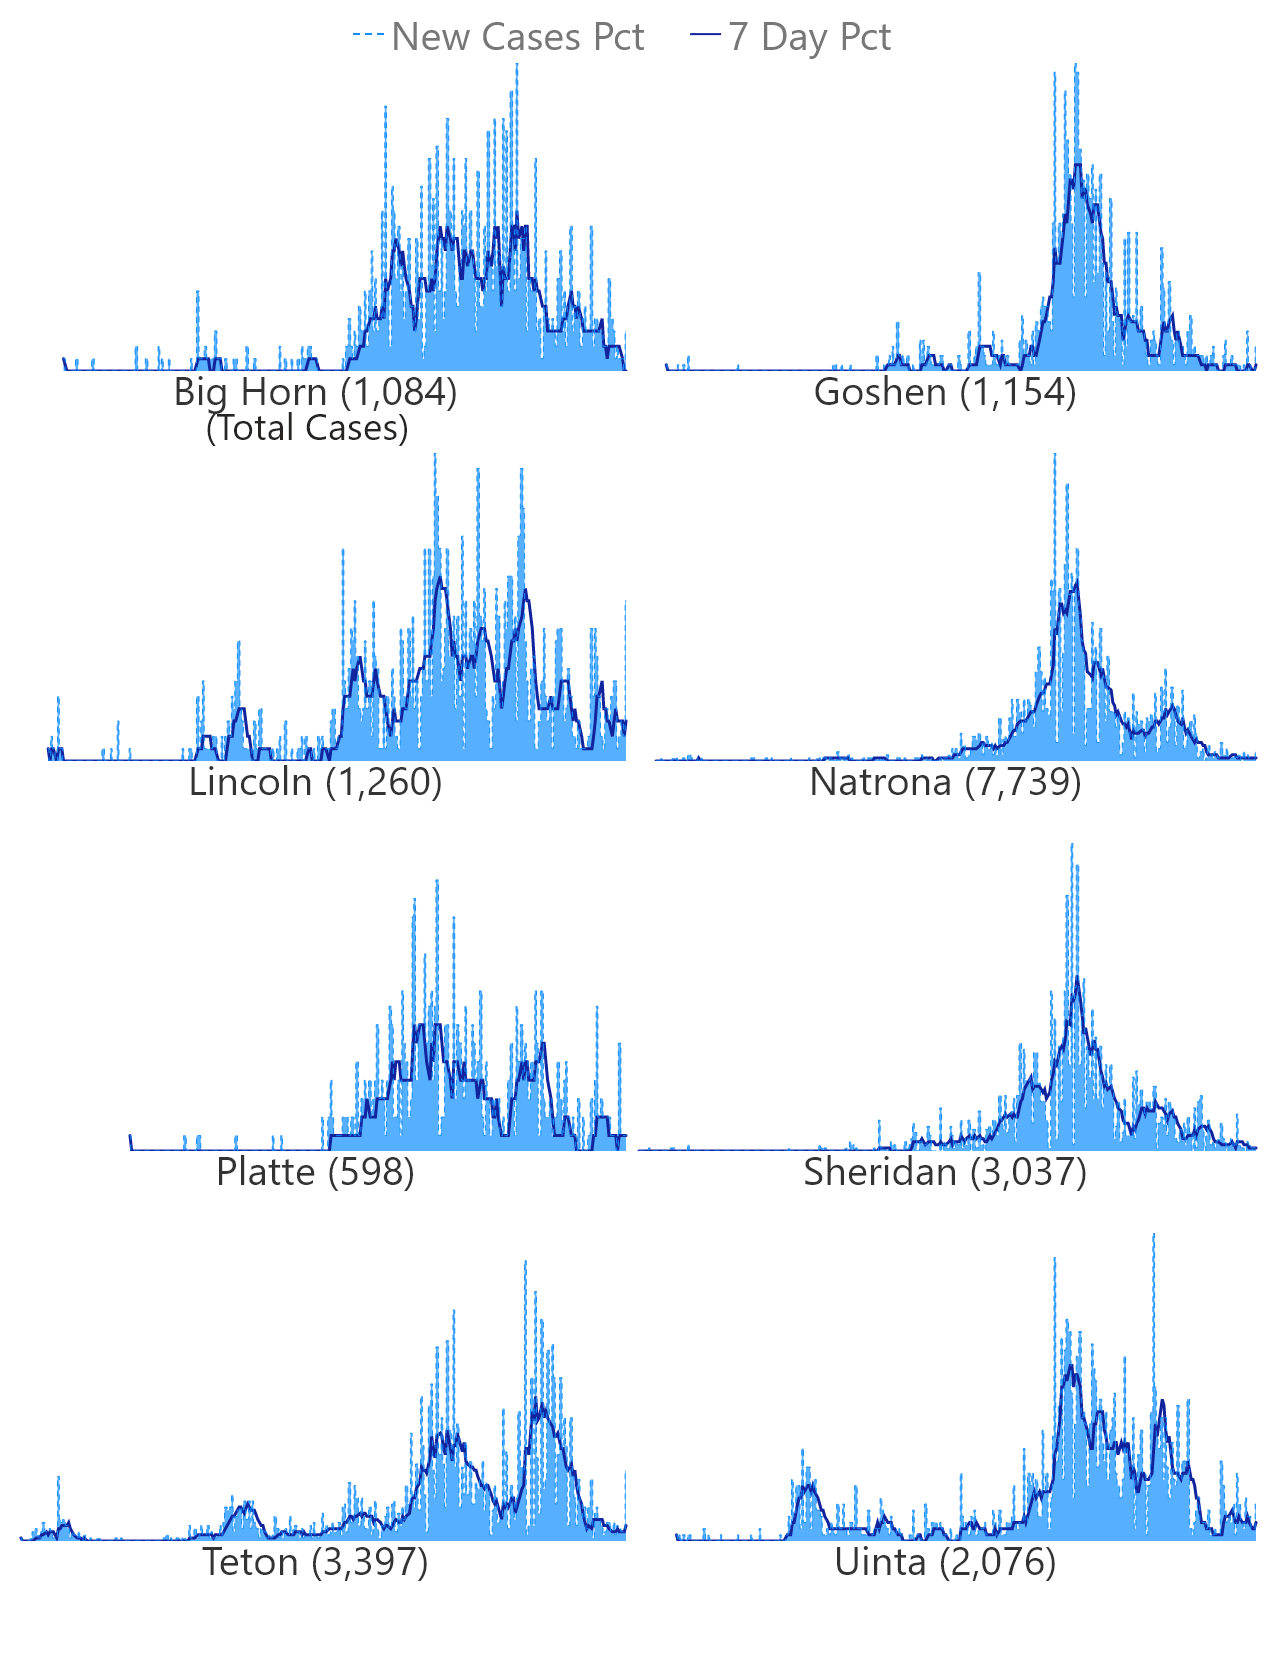 New Cases Pct 7 Day Pct
Big Horn (1,084) Goshen (1,154)
(Total Cases)
Lincoln (1,260) Natrona (7,739)
Platte (598) Sheridan (3,037)
Teton (3,397) Uinta (2,076)